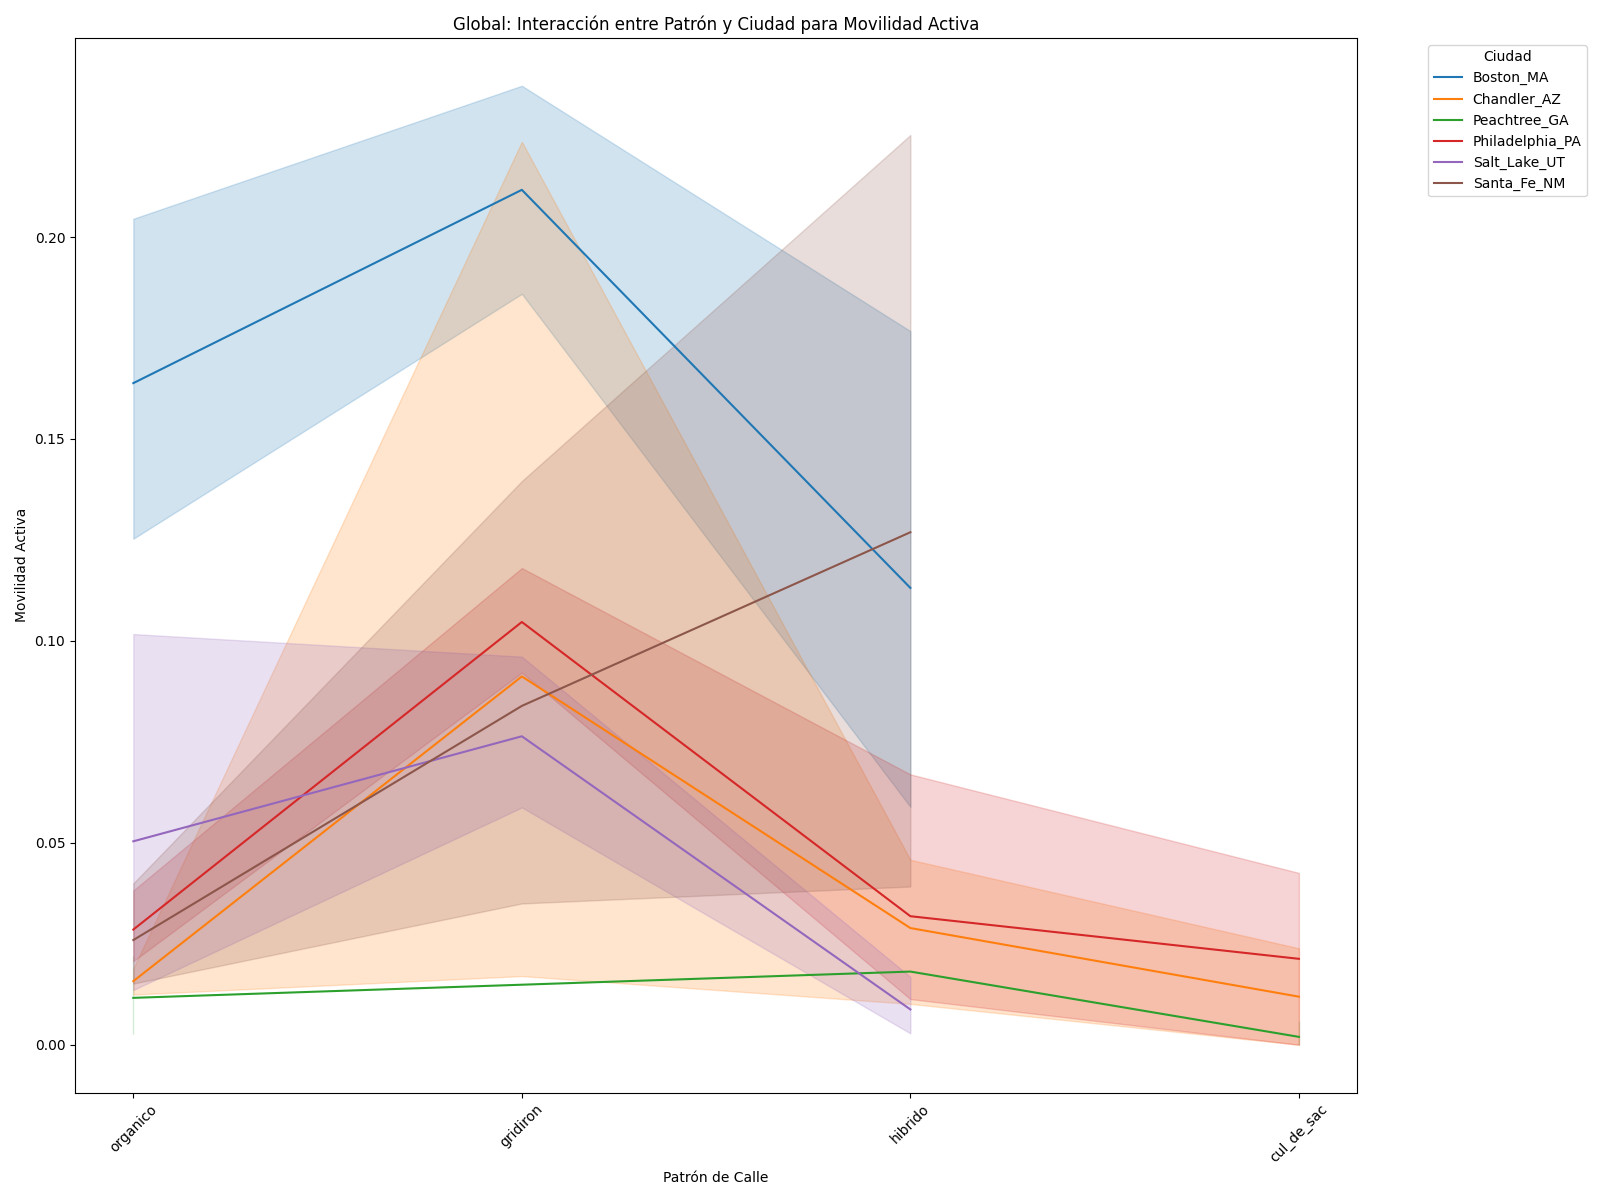 Global: Interacción entre Patrón y Ciudad para Movilidad Activa
Ciudad
Boston_MA
Chandler_AZ
Peachtree_GA
Philadelphia_PA
Salt_Lake_UT
Santa_Fe_NM
Movilidad Activa
0.20
0.15
0.10
0.05
0.00
organico
gridiron
hibrido
cul_de_sac
Patrón de Calle